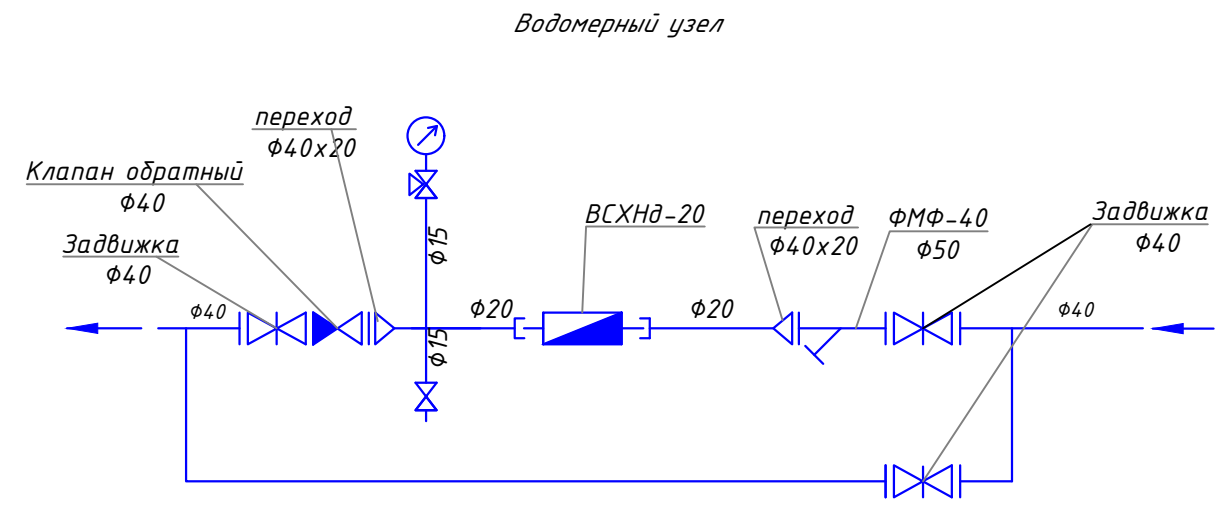 Водомерный узел
переход
Ф40х20
Клапан обратный
Ф40
Задвижка
Ф40
Ф40
Ф15
Ф15
Ф20
ВСХНд-20
Ф20
переход
Ф40х20
ФМФ-40
Ф50
Задвижка
Ф40
Ф40